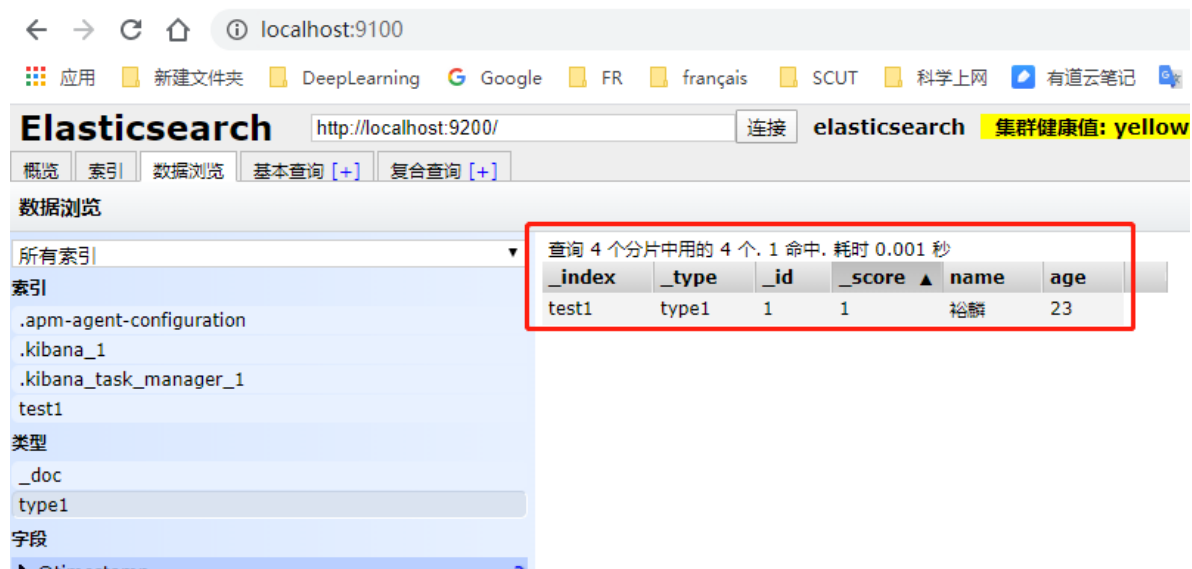 localhost:9100
应用 新建文件夹 DeepLearning Google FR français SCUT 科学上网 有道云笔记
Elasticsearch http://localhost:9200/ 连接 elasticsearch 集群健康值: yellow
概览 索引 数据浏览 基本查询 [+] 复合查询 [+]
数据浏览
所有索引
索引
.apm-agent-configuration
.kibana_1
.kibana_task_manager_1
test1
类型
_doc
type1
字段
查询 4 个分片中用的 4 个. 1 命中. 耗时 0.001 秒
_index _type _id _score ▲ name age
test1 type1 1 1 裕麟 23